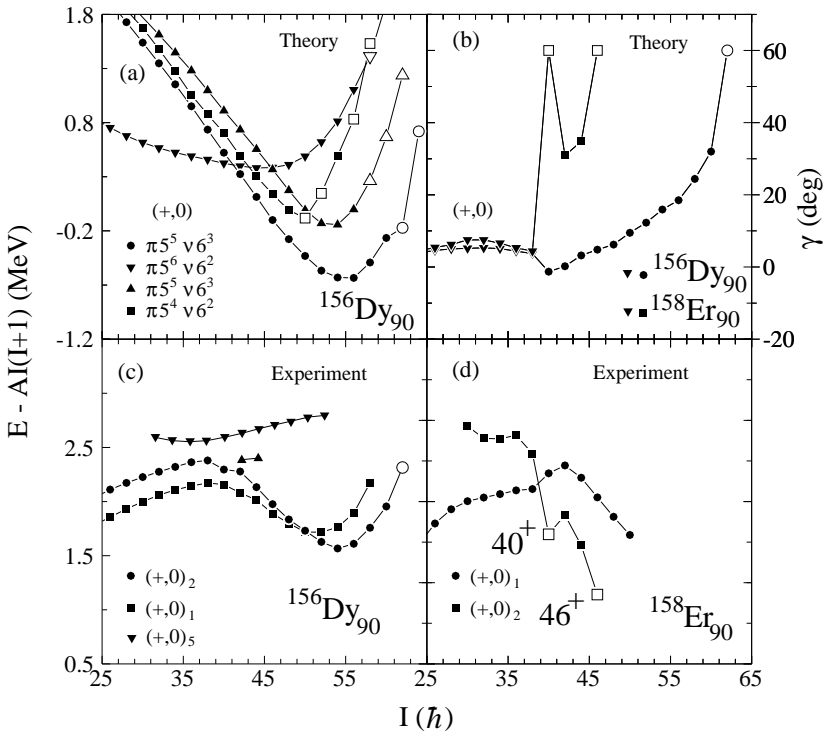 E - AI(I+1) (MeV)
1.8
0.8
-0.2
-1.2
Theory
(a)
(+,0)
π5⁵ ν6³
π5⁶ ν6²
π5⁵ ν6³
π5⁴ ν6²
¹⁵⁶Dy₉₀
(b)
Theory
(+,0)
¹⁵⁶Dy₉₀
¹⁵⁸Er₉₀
60
40
20
0
-20
γ (deg)
2.5
1.5
0.5
(c)
Experiment
(+,0)₂
(+,0)₁
(+,0)₅
¹⁵⁶Dy₉₀
(d)
Experiment
40⁺
46⁺
(+,0)₁
(+,0)₂
¹⁵⁸Er₉₀
25 35 45 55 25 35 45 55 65
I (ℏ)